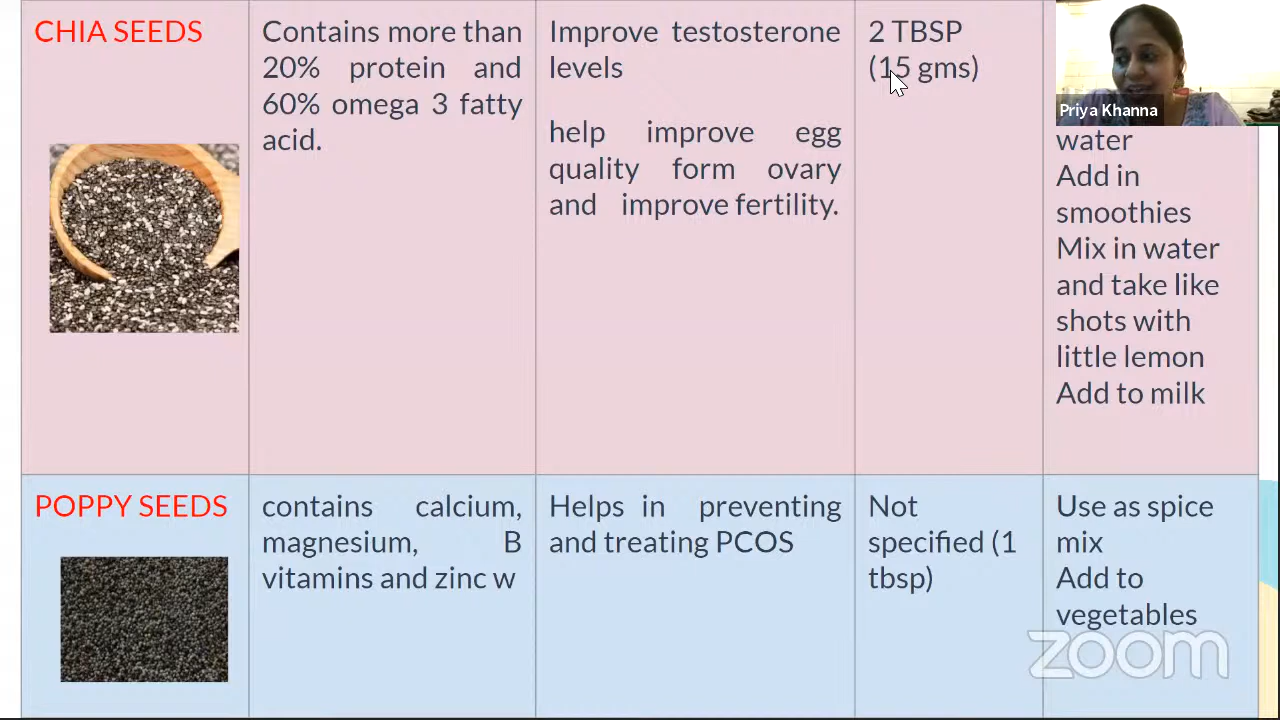 CHIA SEEDS
Contains more than
20% protein and
60% omega 3 fatty
acid.
Improve testosterone
levels
help improve egg
quality form ovary
and improve fertility.
2 TBSP
(15 gms)
Priya Khanna
water
Add in
smoothies
Mix in water
and take like
shots with
little lemon
Add to milk
POPPY SEEDS
contains calcium,
magnesium, B
vitamins and zinc w
Helps in preventing
and treating PCOS
Not
specified (1
tbsp)
Use as spice
mix
Add to
vegetables
zoom